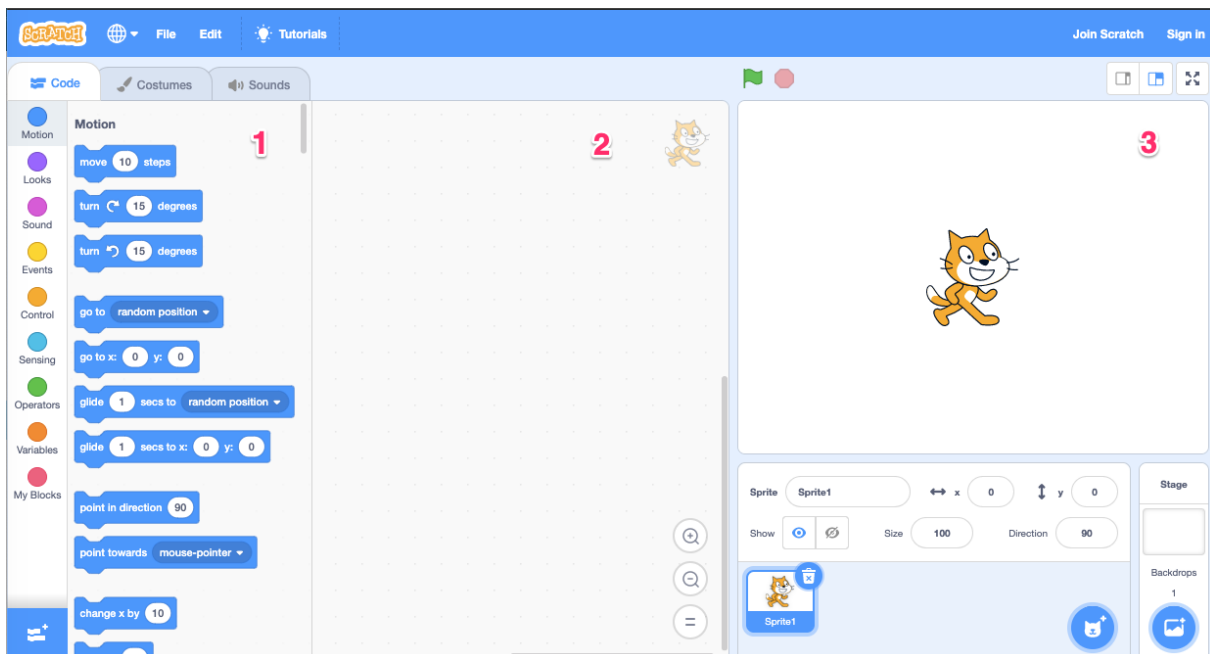 SCRATCH File Edit Tutorials Join Scratch Sign in
Code Costumes Sounds
Motion
Looks
Sound
Events
Control
Sensing
Operators
Variables
My Blocks
Motion
1
move 10 steps
turn 15 degrees
turn 15 degrees
go to random position
go to x: 0 y: 0
glide 1 secs to random position
glide 1 secs to x: 0 y: 0
point in direction 90
point towards mouse-pointer
change x by 10
2
3
Sprite Sprite1 x 0 y 0
Show Size 100 Direction 90
Sprite1
Stage
Backdrops
1